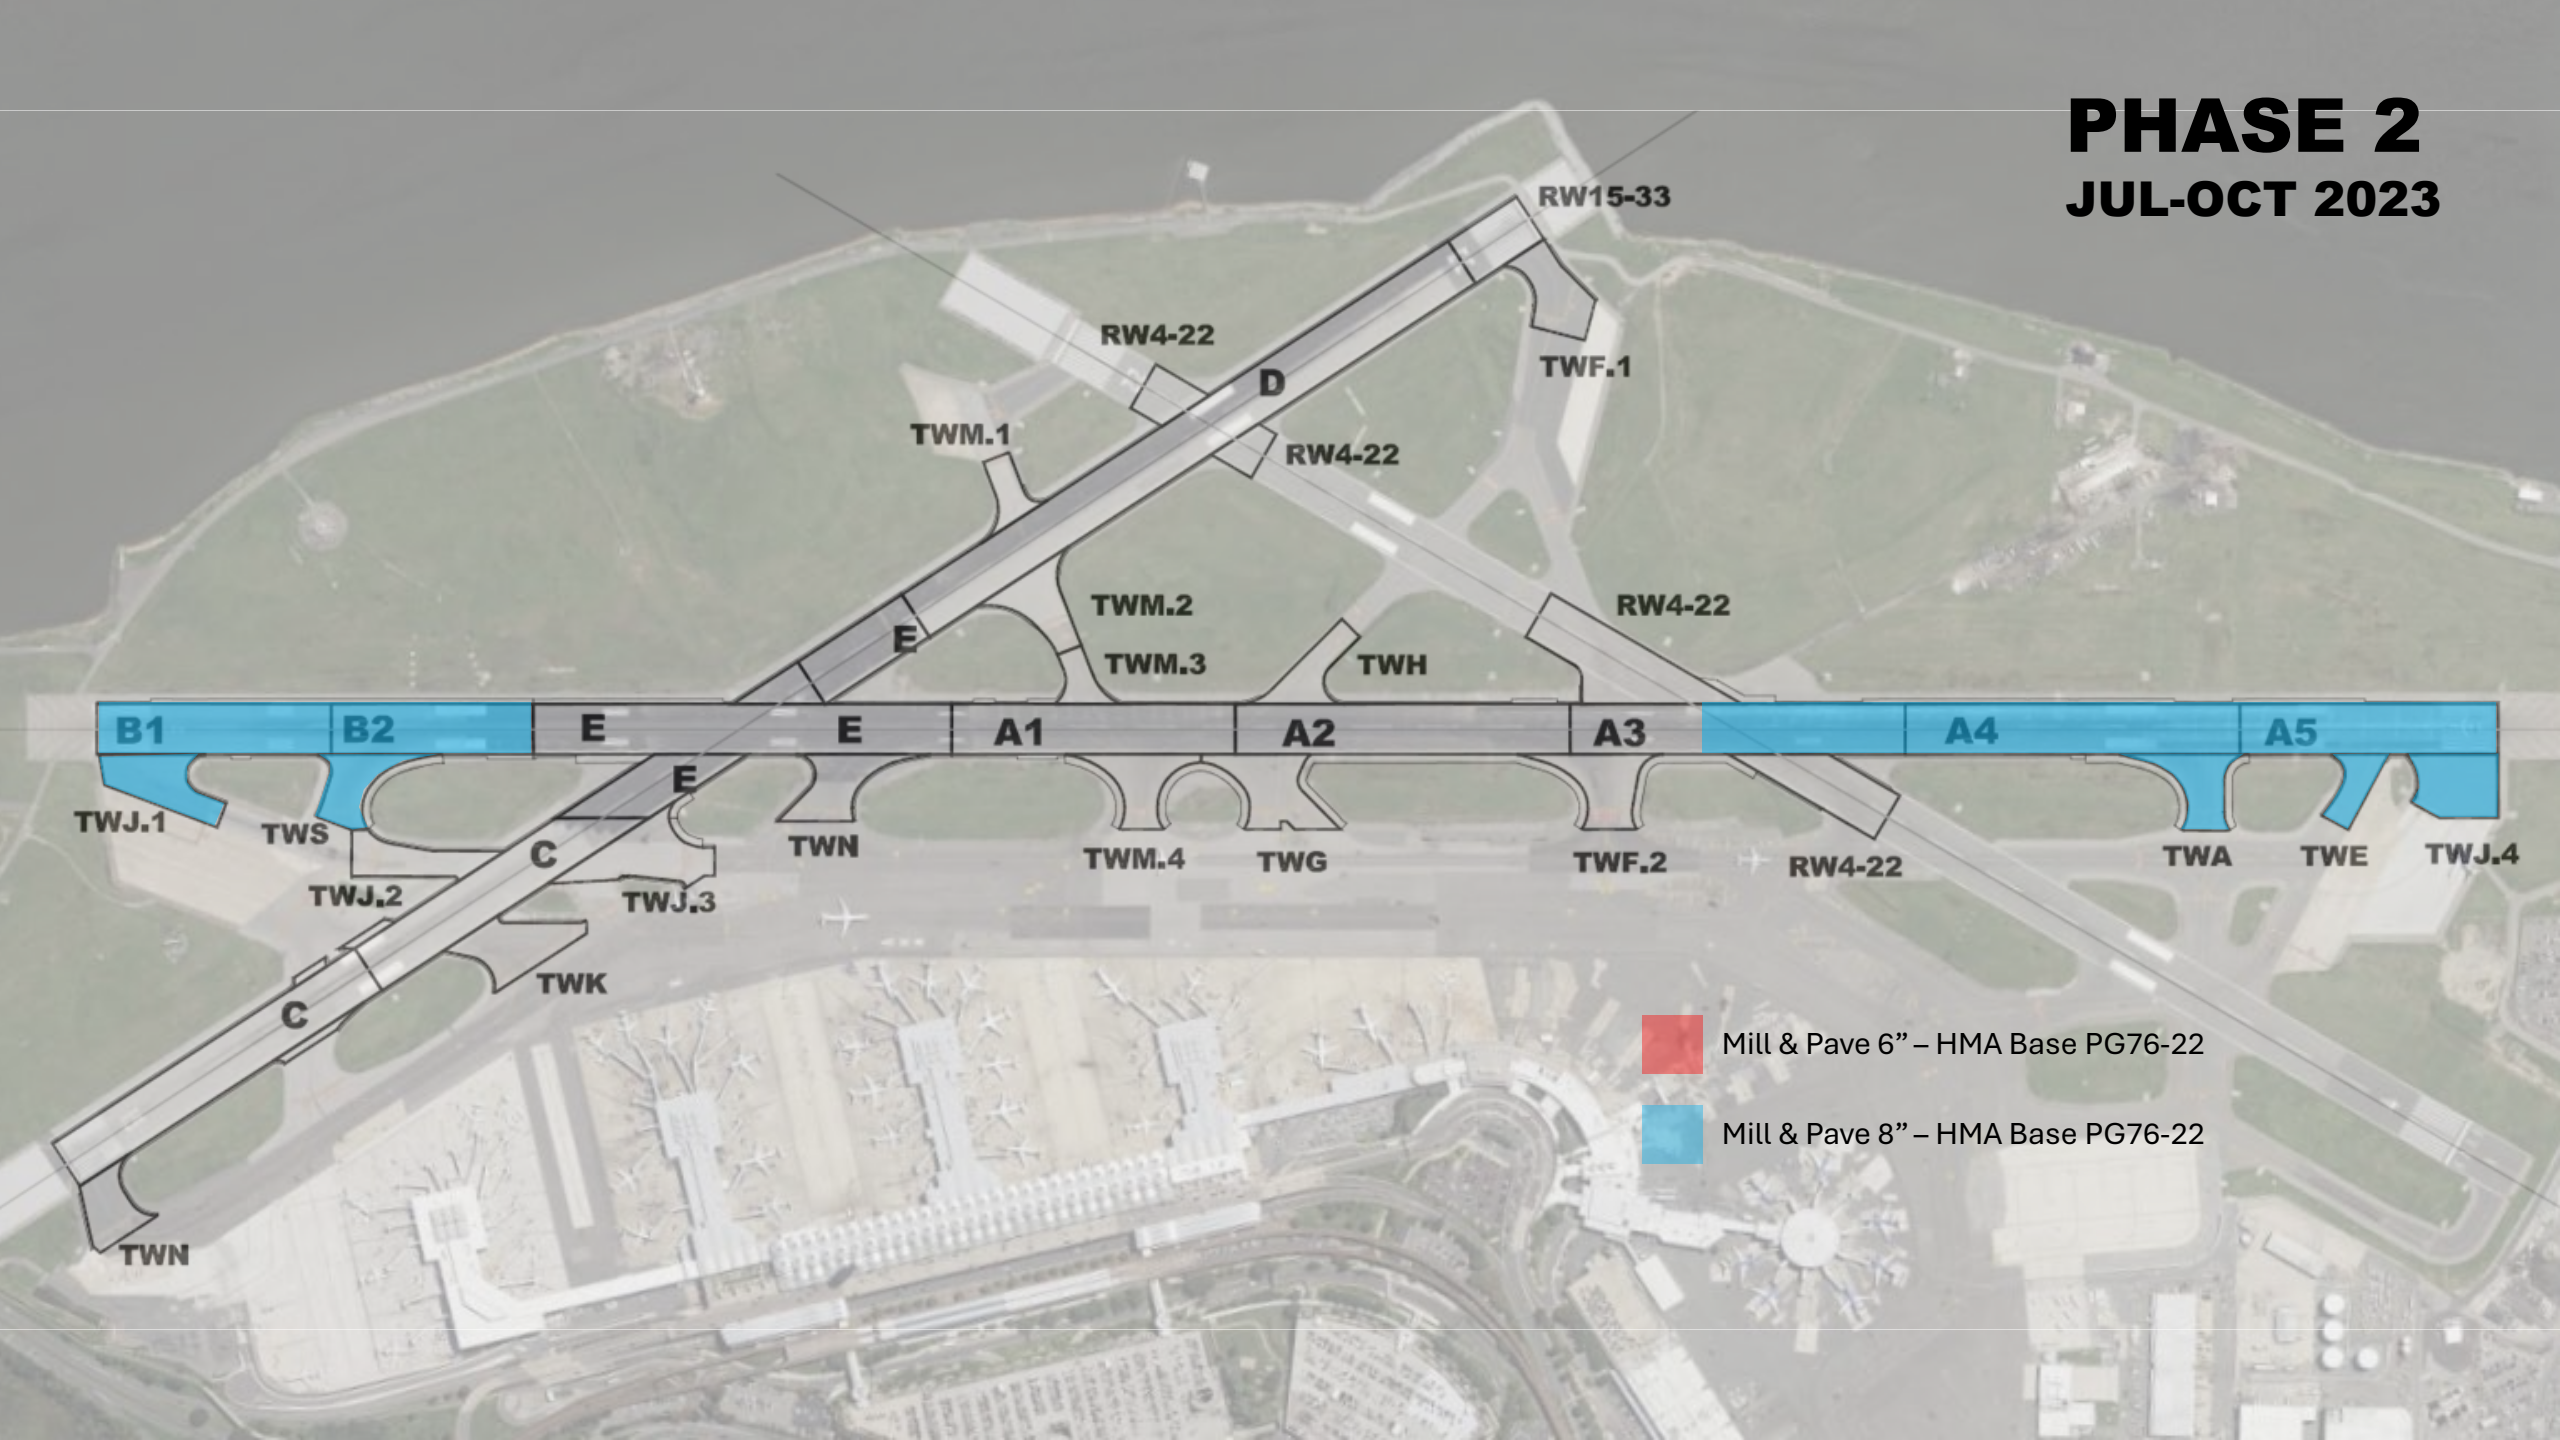 PHASE 2
JUL-OCT 2023
RW15-33
RW4-22
TWF.1
D
TWM.1
RW4-22
TWM.2
RW4-22
E
TWM.3
TWH
B1
B2
E
E
A1
A2
A3
A4
A5
E
TWJ.1
TWS
C
TWN
TWM.4
TWG
TWF.2
RW4-22
TWA
TWE
TWJ.4
TWJ.2
TWJ.3
TWK
C
Mill & Pave 6” – HMA Base PG76-22
Mill & Pave 8” – HMA Base PG76-22
TWN